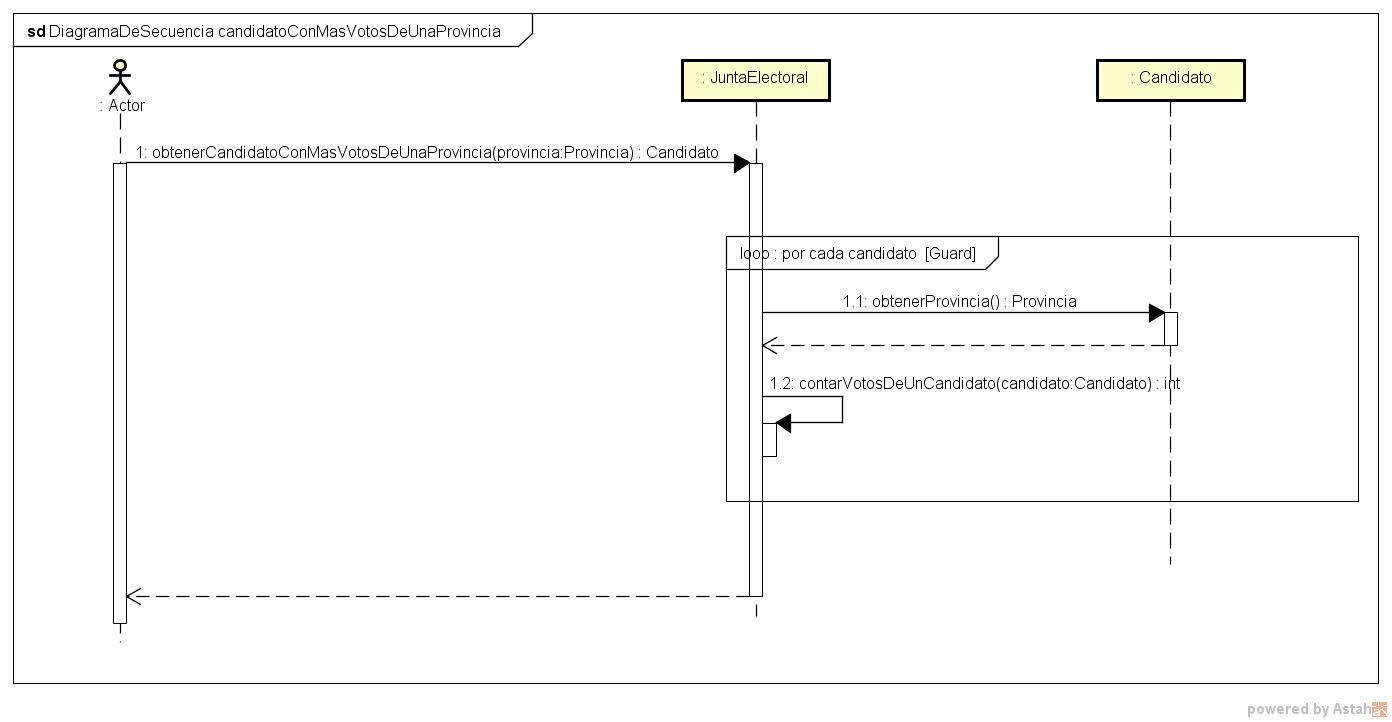 sd DiagramaDeSecuencia candidatoConMasVotosDeUnaProvincia
: Actor
: JuntaElectoral
: Candidato
1: obtenerCandidatoConMasVotosDeUnaProvincia(provincia:Provincia) : Candidato
loop : por cada candidato [Guard]
1.1: obtenerProvincia() : Provincia
1.2: contarVotosDeUnCandidato(candidato:Candidato) : int
powered by Astah